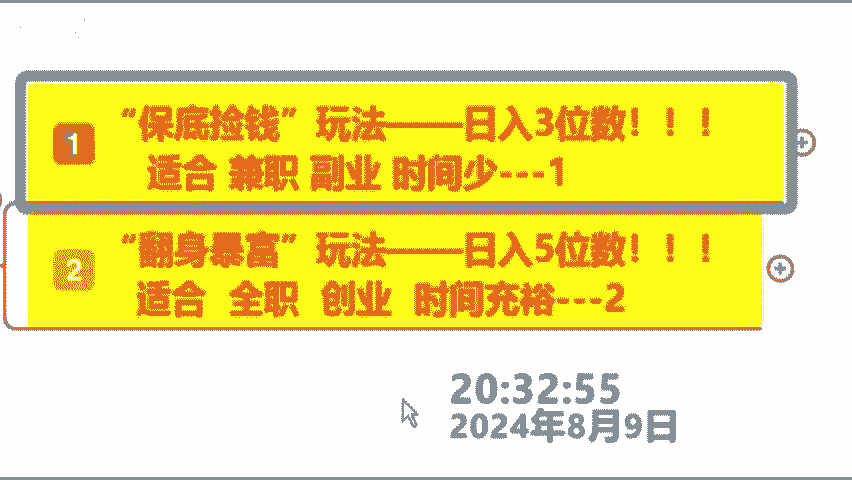 1
“保底捡钱”玩法——日入3位数！！！
适合 兼职 副业 时间少---1
2
“翻身暴富”玩法——日入5位数！！！
适合 全职 创业 时间充裕---2
20:32:55
2024年8月9日